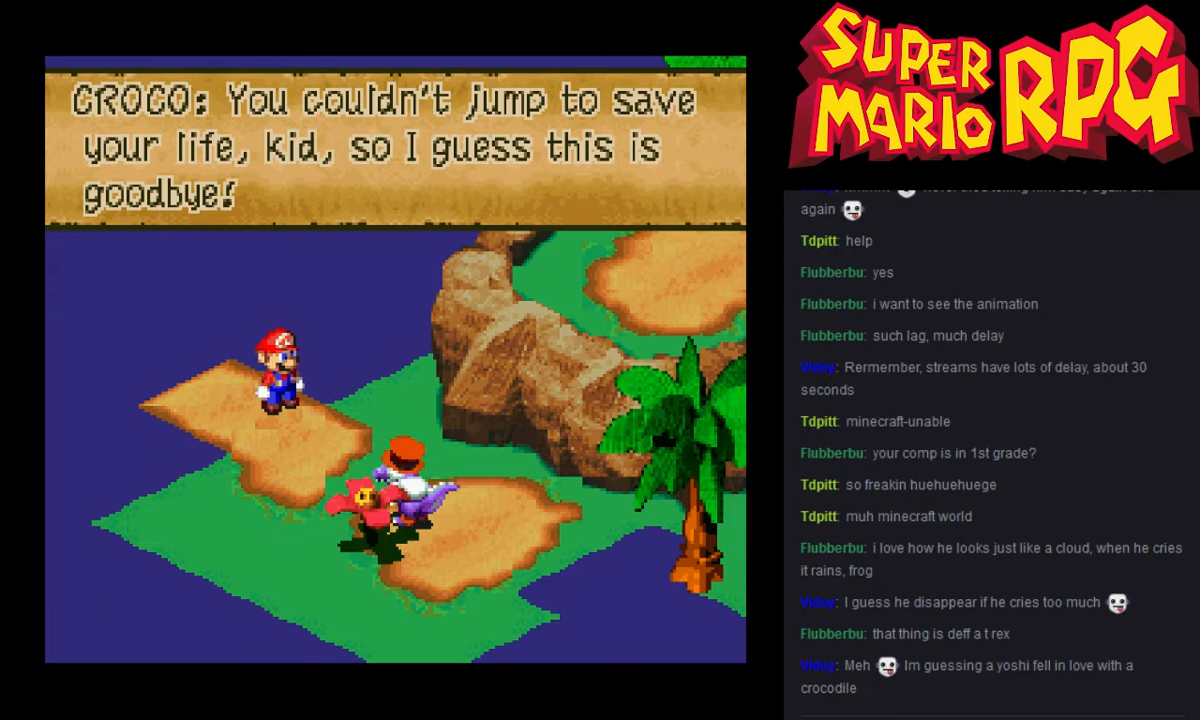 CROCO: You couldn't jump to save
your life, kid, so I guess this is
goodbye!
SUPER
MARIO RPG
again
Tdpitt: help
Flubberbu: yes
Flubberbu: i want to see the animation
Flubberbu: such lag, much delay
Vidoy: Rermember, streams have lots of delay, about 30
seconds
Tdpitt: minecraft-unable
Flubberbu: your comp is in 1st grade?
Tdpitt: so freakin huehuehuege
Tdpitt: muh minecraft world
Flubberbu: i love how he looks just like a cloud, when he cries
it rains, frog
Vidoy: I guess he disappear if he cries too much
Flubberbu: that thing is deff a t rex
Vidoy: Meh Im guessing a yoshi fell in love with a
crocodile